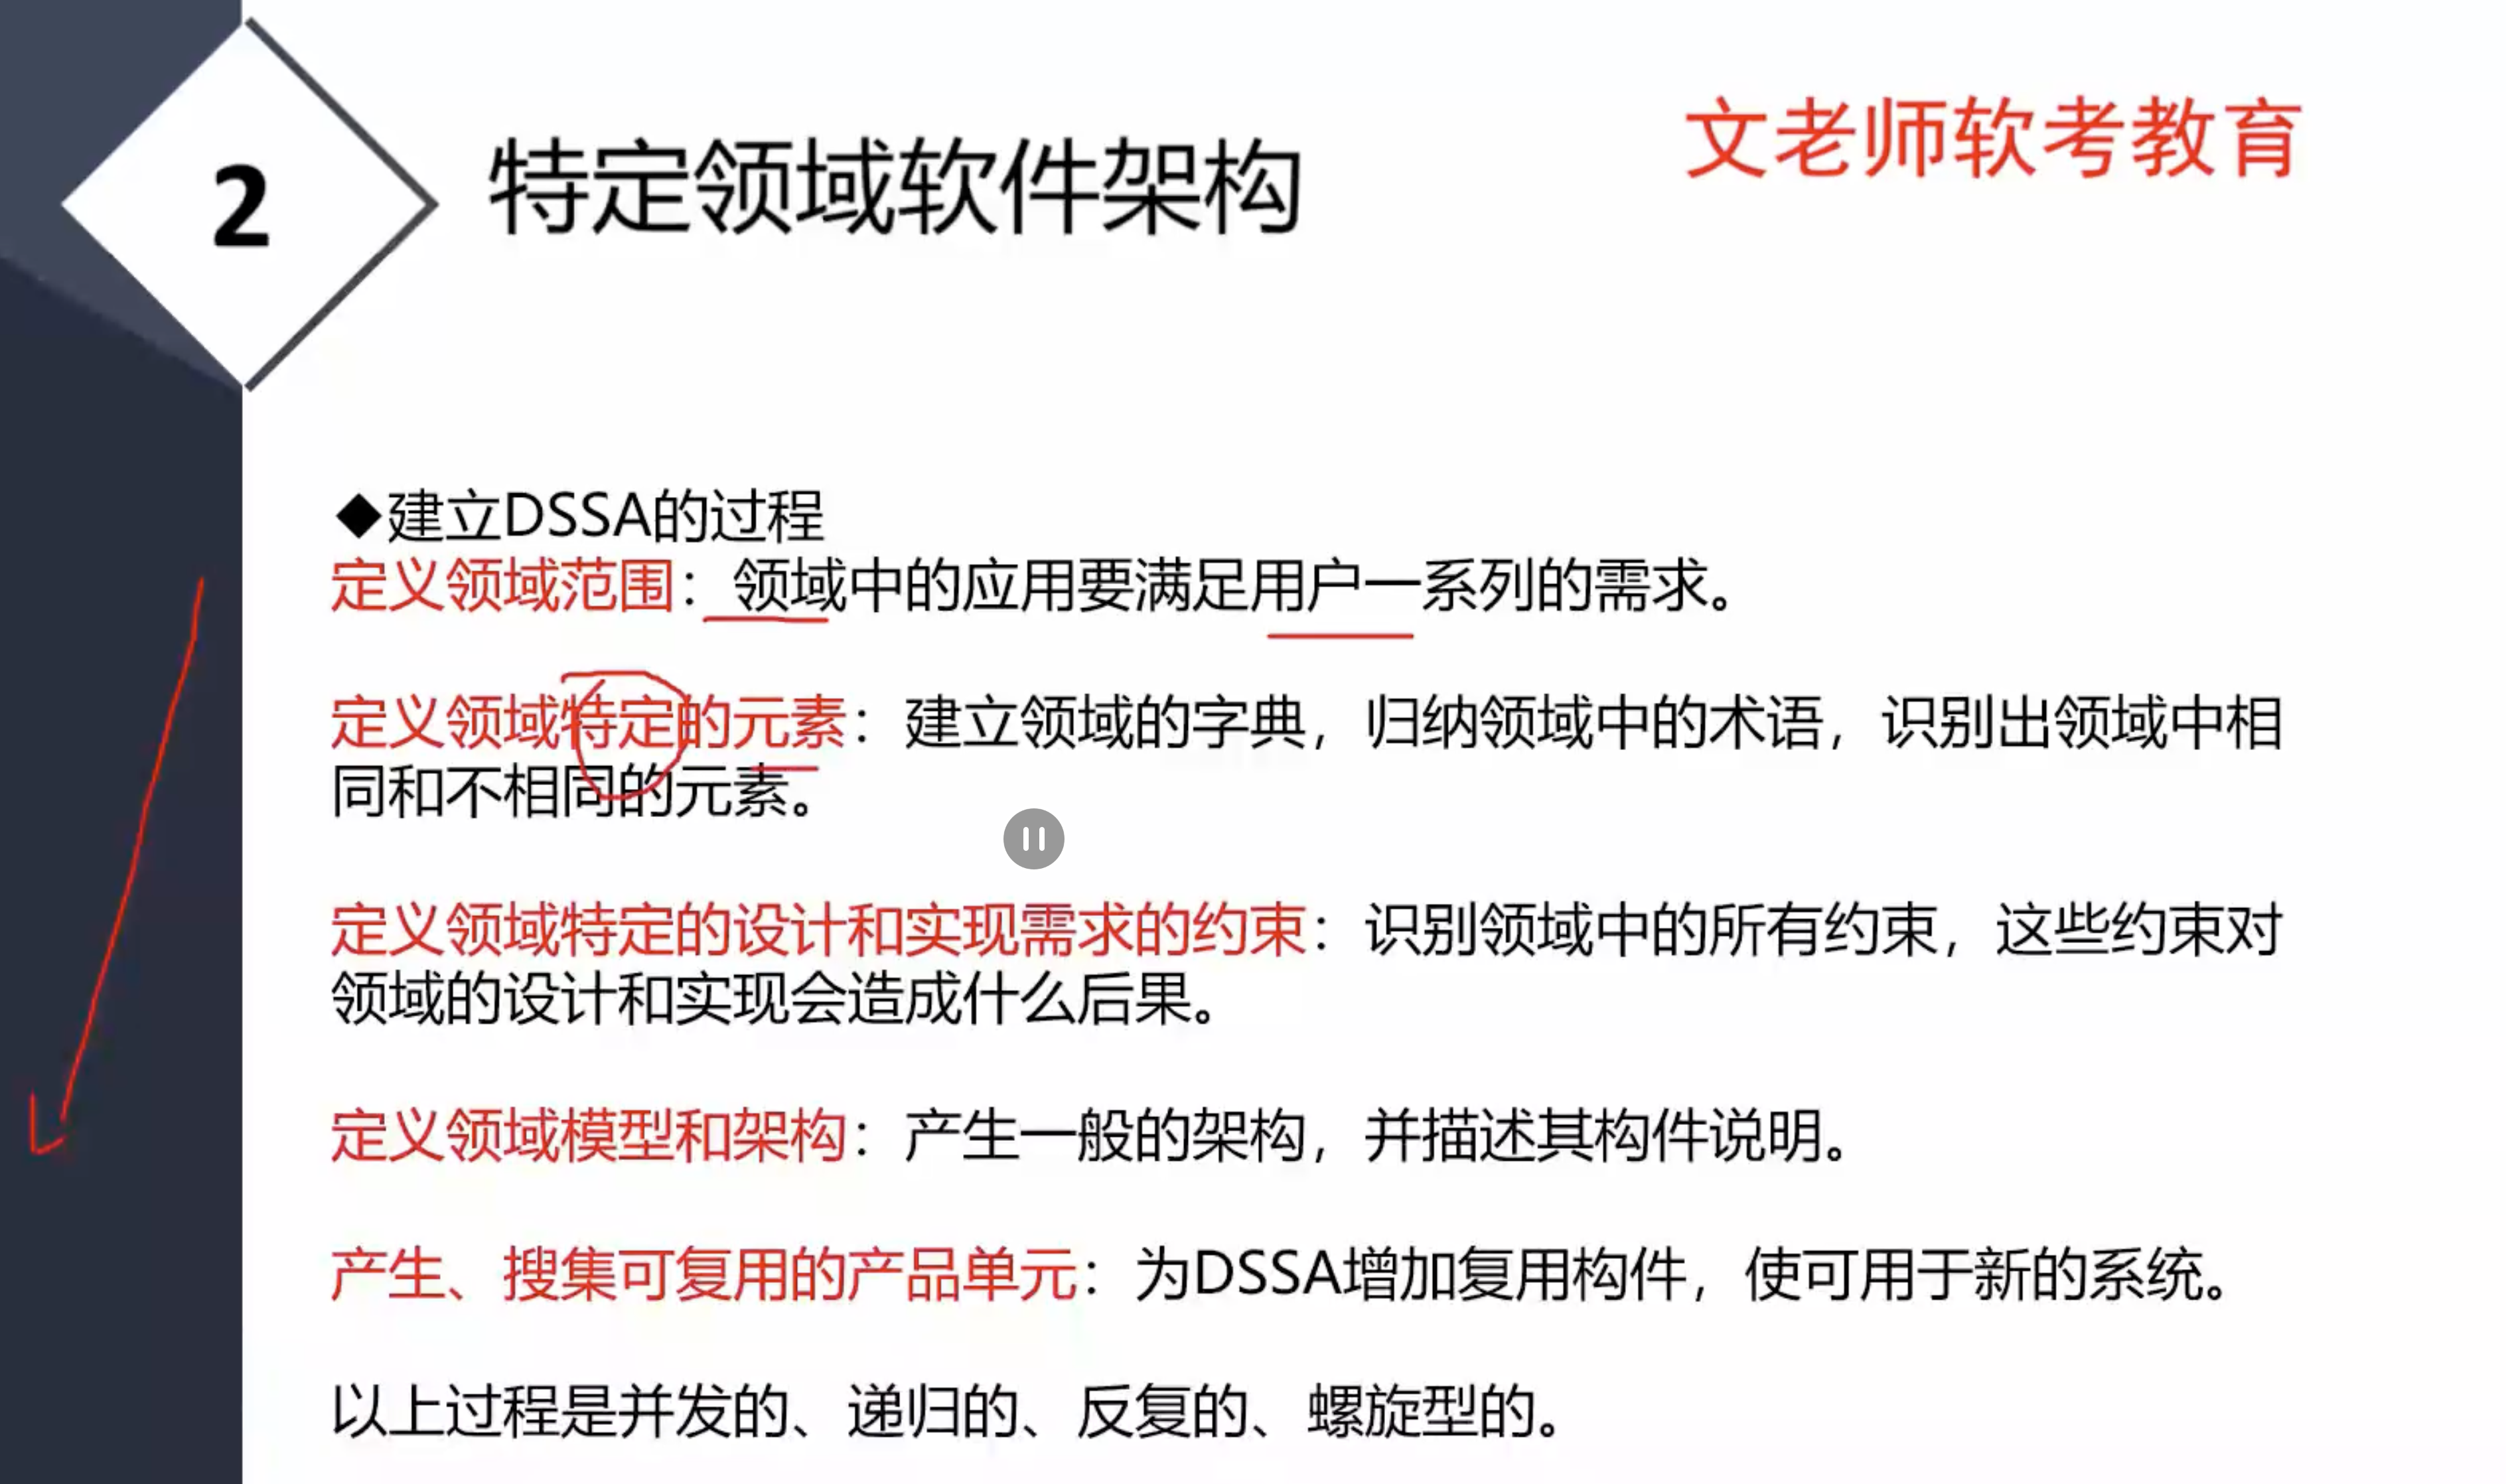 2
特定领域软件架构
文老师软考教育
◆建立DSSA的过程
定义领域范围：领域中的应用要满足用户一系列的需求。
定义领域特定的元素：建立领域的字典，归纳领域中的术语，识别出领域中相
同和不相同的元素。
定义领域特定的设计和实现需求的约束：识别领域中的所有约束，这些约束对
领域的设计和实现会造成什么后果。
定义领域模型和架构：产生一般的架构，并描述其构件说明。
产生、搜集可复用的产品单元：为DSSA增加复用构件，使可用于新的系统。
以上过程是并发的、递归的、反复的、螺旋型的。